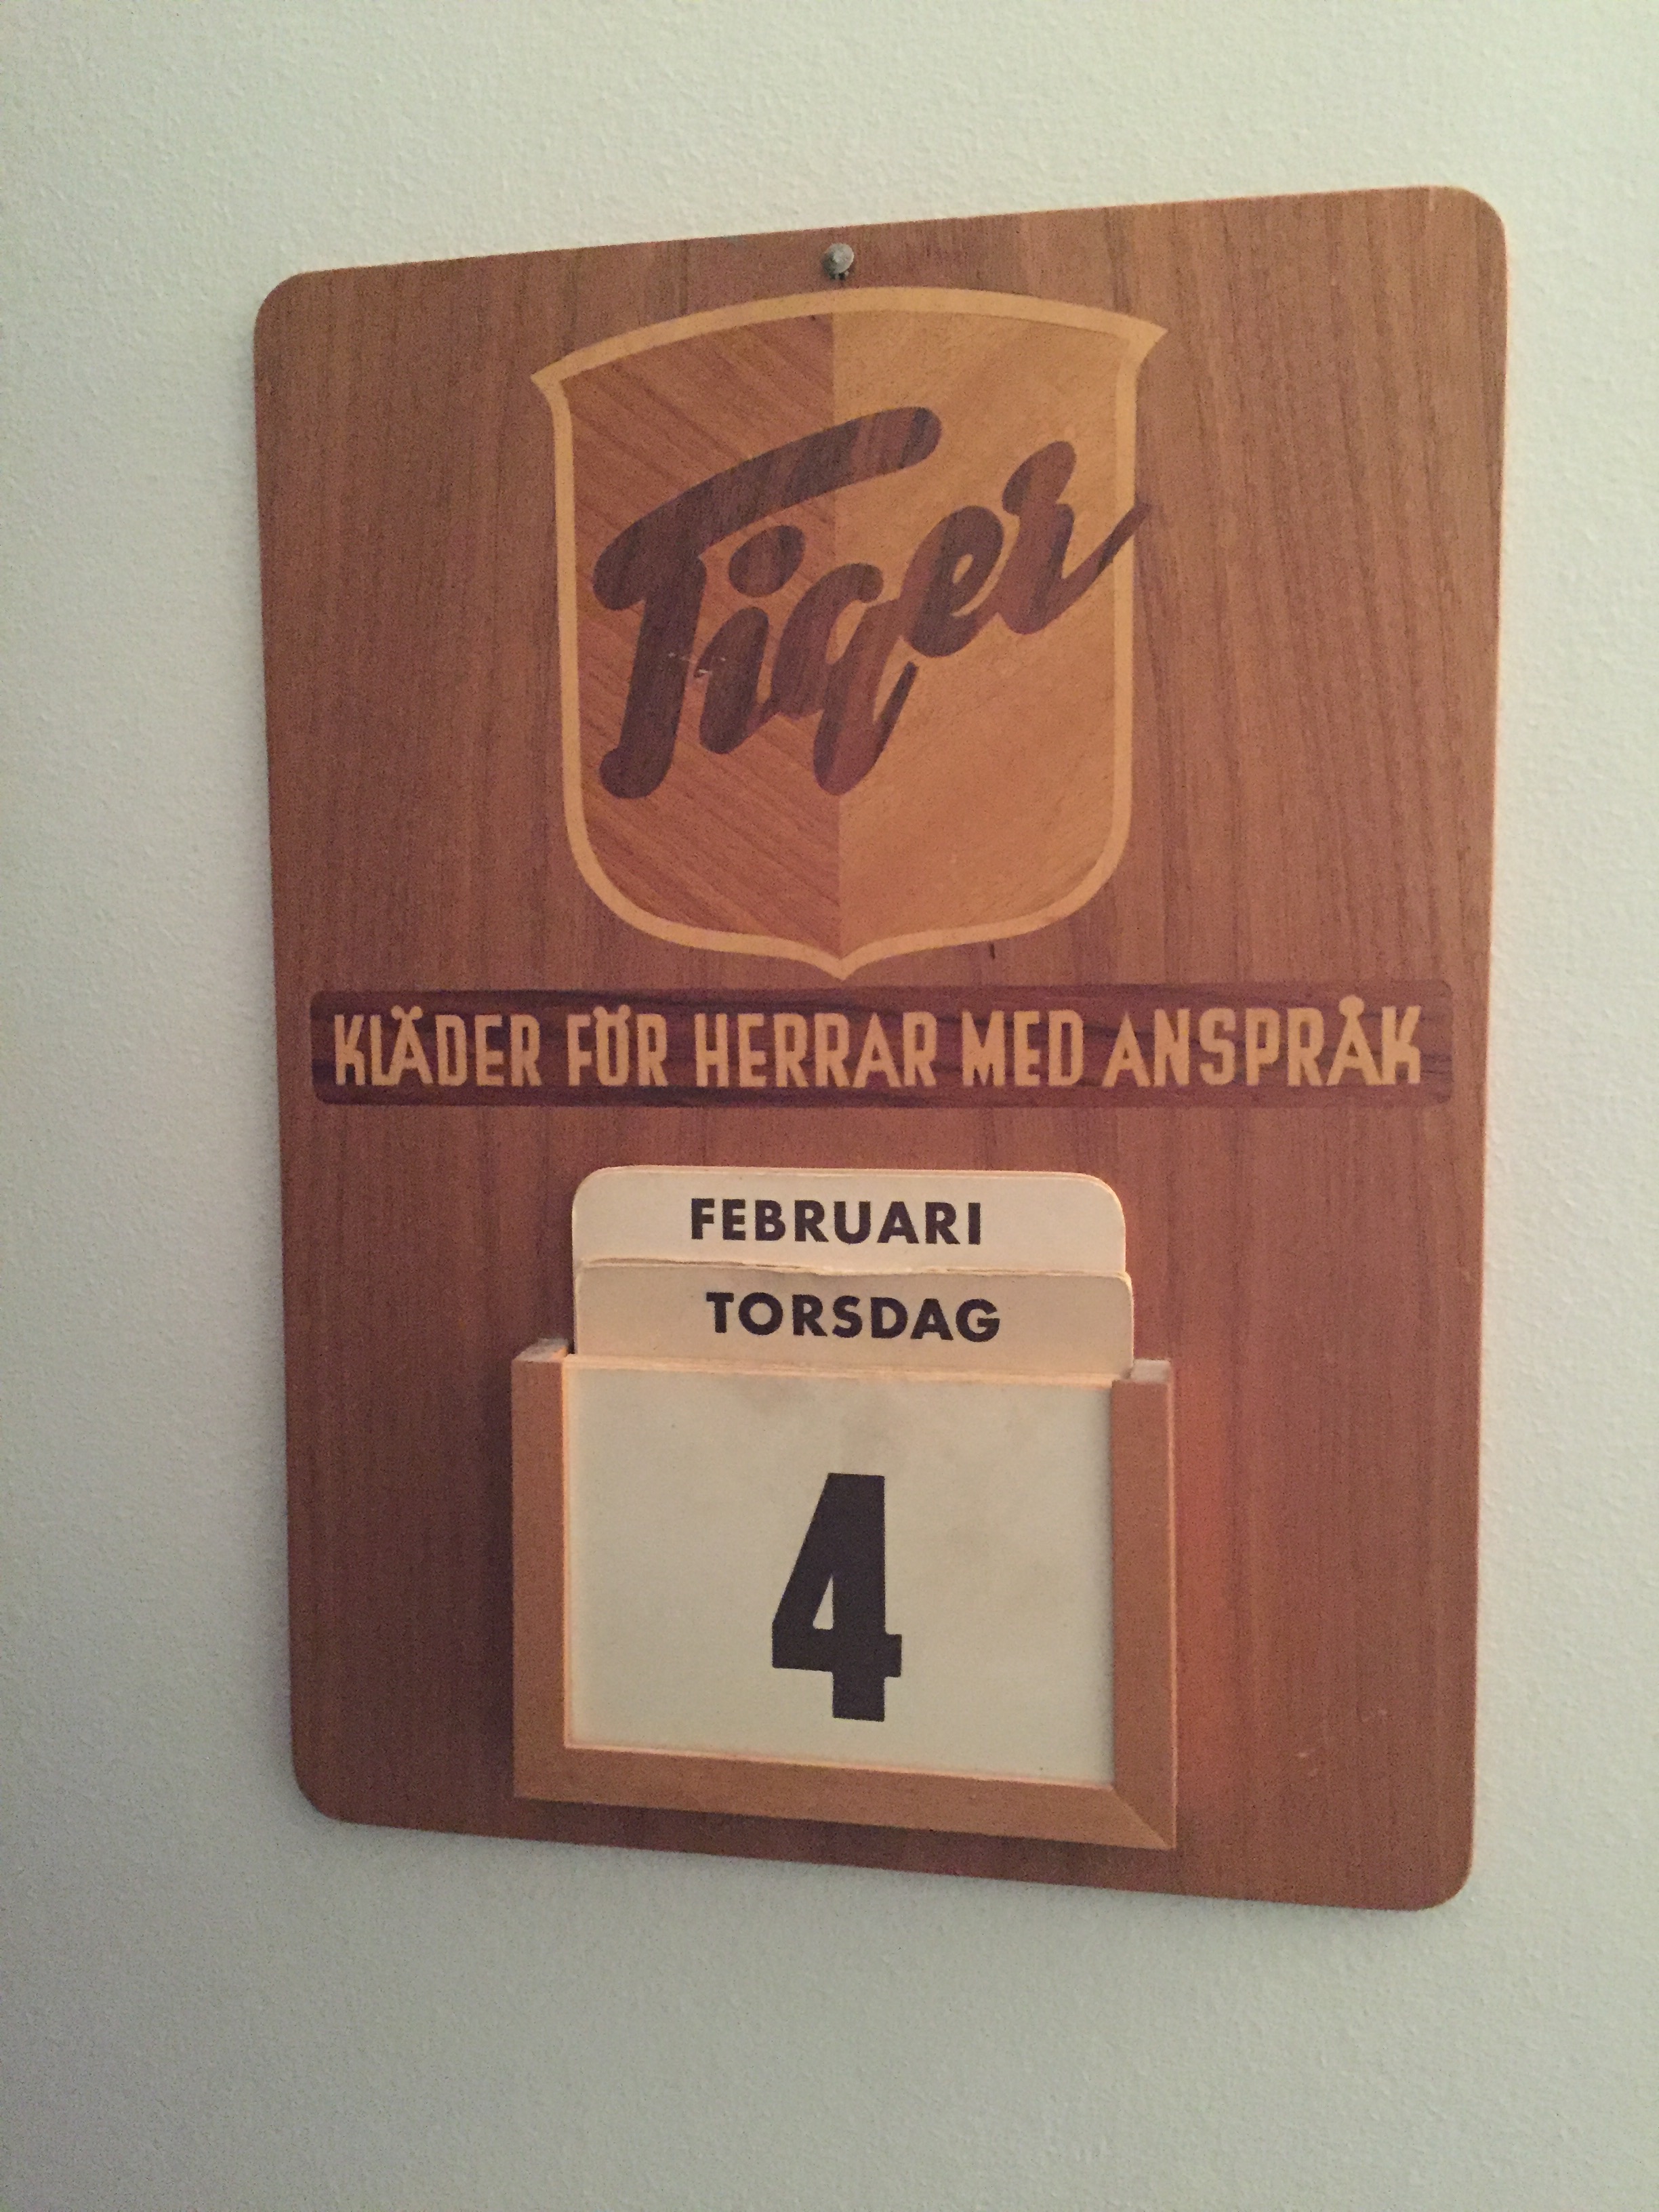 Tiger
KLÄDER FÖR HERRAR MED ANSPRÅK
FEBRUARI
TORSDAG
4